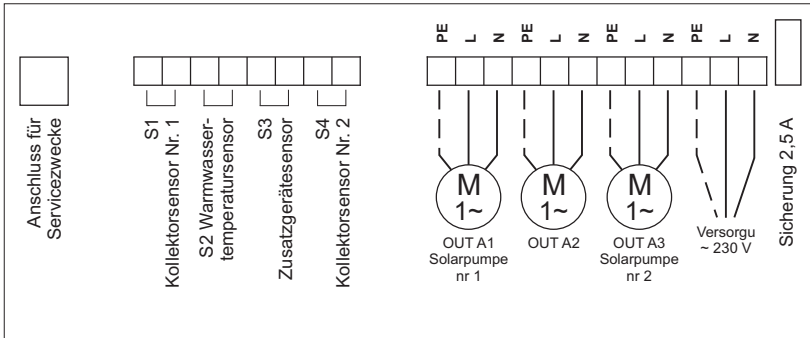 PE L N PE L N PE L N PE L N
Anschluss für
Servicezwecke
S1
Kollektorsensor Nr. 1
S2 Warmwasser-
temperatursensor
S3
Zusatzgerätesensor
S4
Kollektorsensor Nr. 2
M
1~
OUT A1
Solarpumpe
nr 1
M
1~
OUT A2
M
1~
OUT A3
Solarpumpe
nr 2
Versorgu
~ 230 V
Sicherung 2,5 A